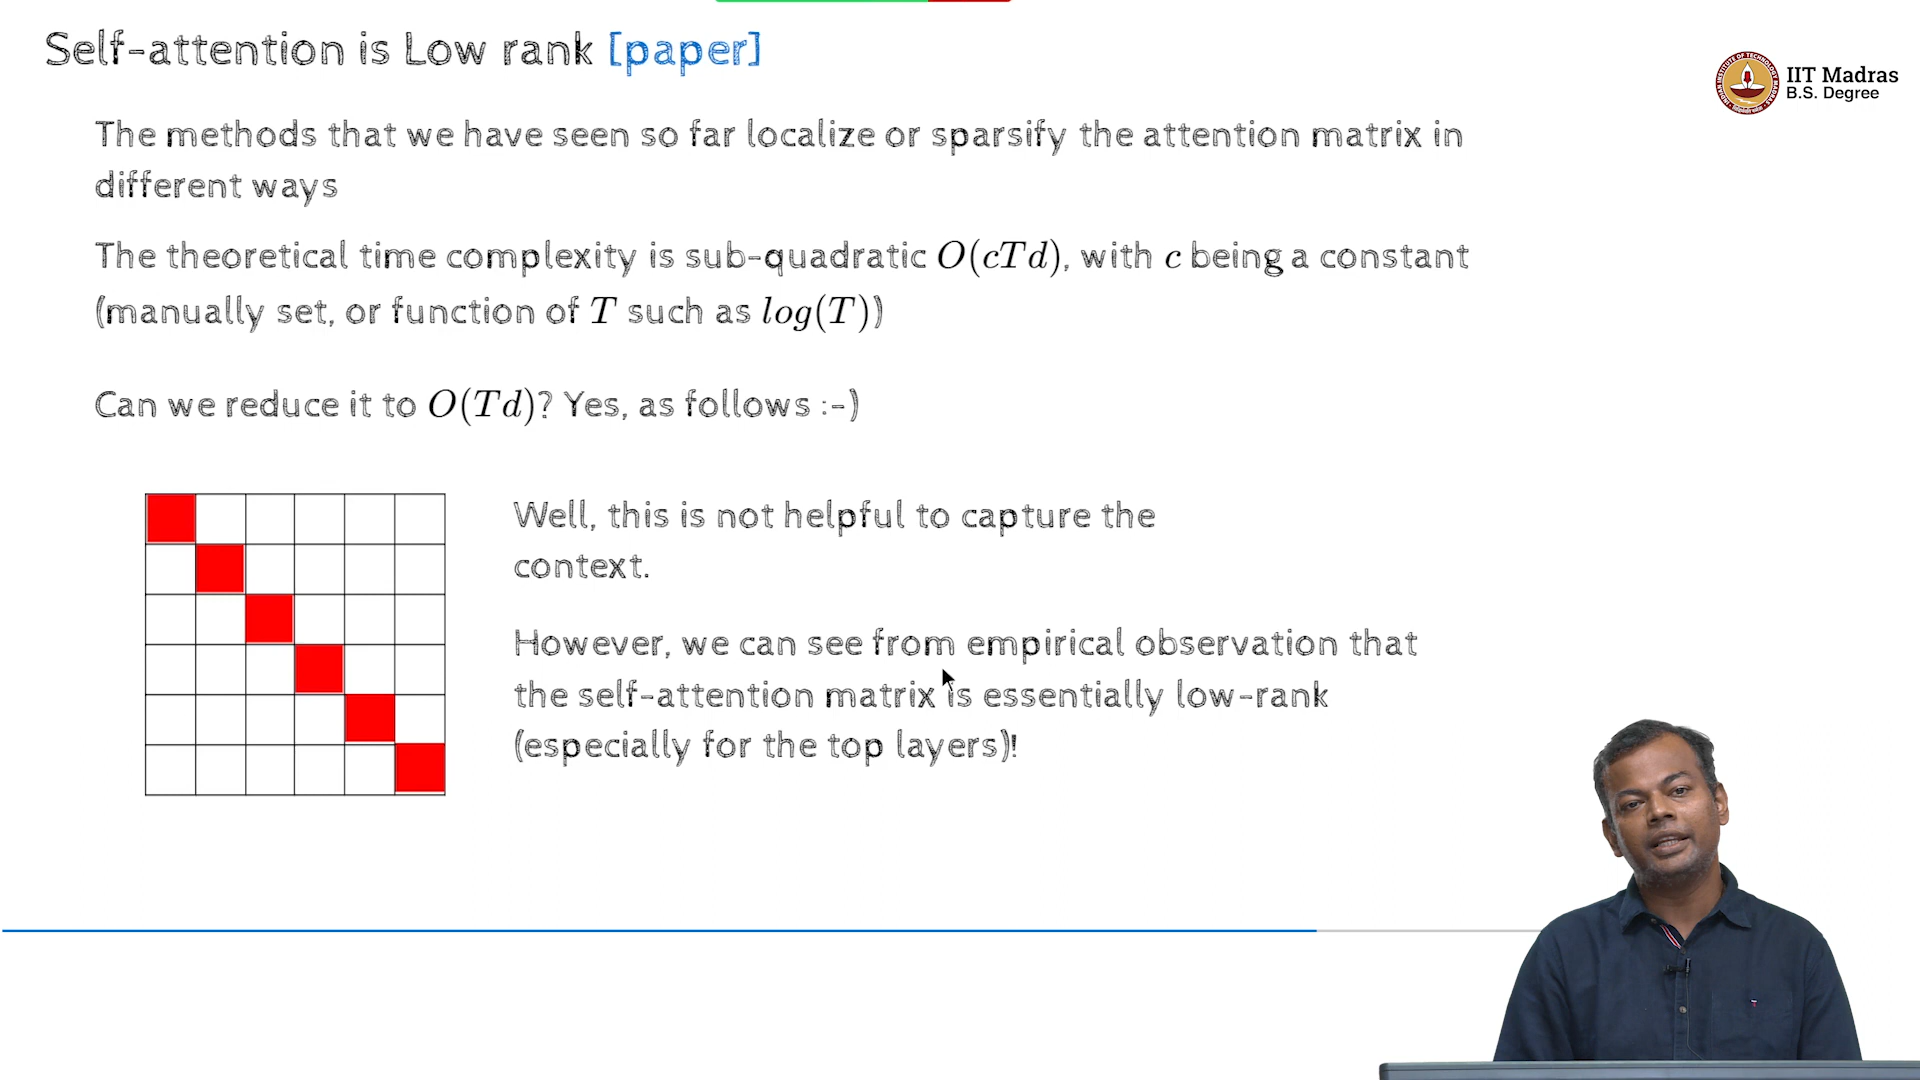 Self-attention is Low rank [paper]
IIT Madras
B.S. Degree
The methods that we have seen so far localize or sparsify the attention matrix in
different ways
The theoretical time complexity is sub-quadratic O(cTd), with c being a constant
(manually set, or function of T such as log(T))
Can we reduce it to O(Td)? Yes, as follows :-)
Well, this is not helpful to capture the
context.
However, we can see from empirical observation that
the self-attention matrix is essentially low-rank
(especially for the top layers)!